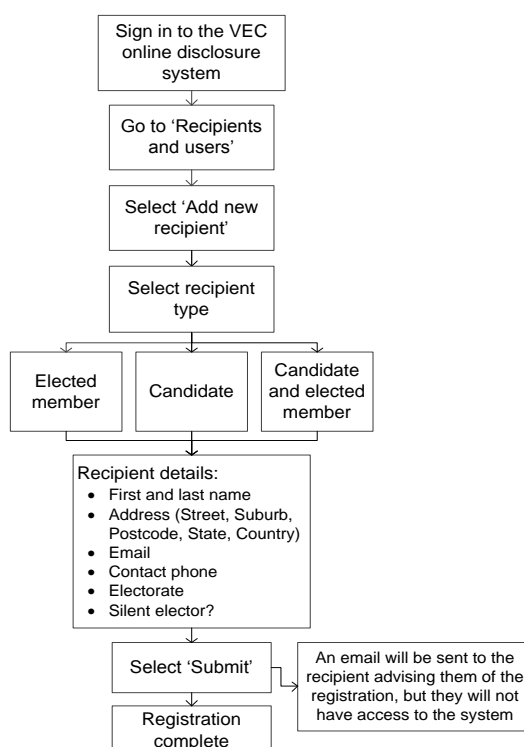 Sign in to the VEC
online disclosure
system
Go to ‘Recipients
and users’
Select ‘Add new
recipient’
Select recipient
type
Elected
member
Candidate
Candidate
and elected
member
Recipient details:
• First and last name
• Address (Street, Suburb,
Postcode, State, Country)
• Email
• Contact phone
• Electorate
• Silent elector?
Select ‘Submit’
An email will be sent to the
recipient advising them of the
registration, but they will not
have access to the system
Registration
complete